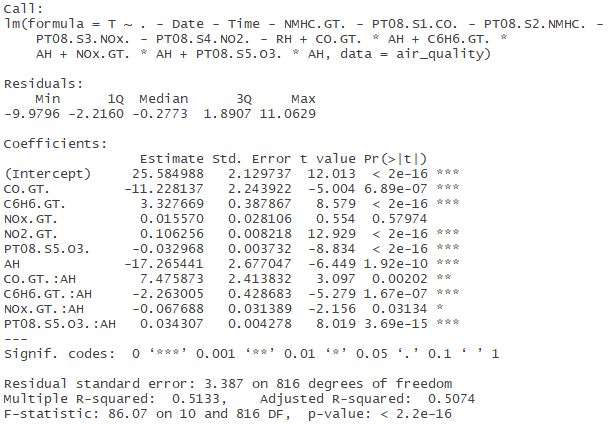 Call:
lm(formula = T ~ . - Date - Time - NMHC.GT. - PT08.S1.CO. - PT08.S2.NMHC. -
    PT08.S3.NOx. - PT08.S4.NO2. - RH + CO.GT. * AH + C6H6.GT. *
    AH + NOx.GT. * AH + PT08.S5.O3. * AH, data = air_quality)

Residuals:
    Min      1Q  Median      3Q     Max
-9.9796 -2.2160 -0.2773  1.8907 11.0629

Coefficients:
                 Estimate Std. Error t value Pr(>|t|)
(Intercept)     25.584988   2.129737  12.013  < 2e-16 ***
CO.GT.         -11.228137   2.243922  -5.004 6.89e-07 ***
C6H6.GT.         3.327669   0.387867   8.579  < 2e-16 ***
NOx.GT.          0.015570   0.028106   0.554  0.57974
NO2.GT.          0.106256   0.008218  12.929  < 2e-16 ***
PT08.S5.O3.     -0.032968   0.003732  -8.834  < 2e-16 ***
AH             -17.265441   2.677047  -6.449 1.92e-10 ***
CO.GT.:AH        7.475873   2.413832   3.097  0.00202 **
C6H6.GT.:AH     -2.263005   0.428683  -5.279 1.67e-07 ***
NOx.GT.:AH      -0.067688   0.031389  -2.156  0.03134 *
PT08.S5.O3.:AH   0.034307   0.004278   8.019 3.69e-15 ***
---
Signif. codes:  0 ‘***’ 0.001 ‘**’ 0.01 ‘*’ 0.05 ‘.’ 0.1 ‘ ’ 1

Residual standard error: 3.387 on 816 degrees of freedom
Multiple R-squared:  0.5133,    Adjusted R-squared:  0.5074
F-statistic: 86.07 on 10 and 816 DF,  p-value: < 2.2e-16